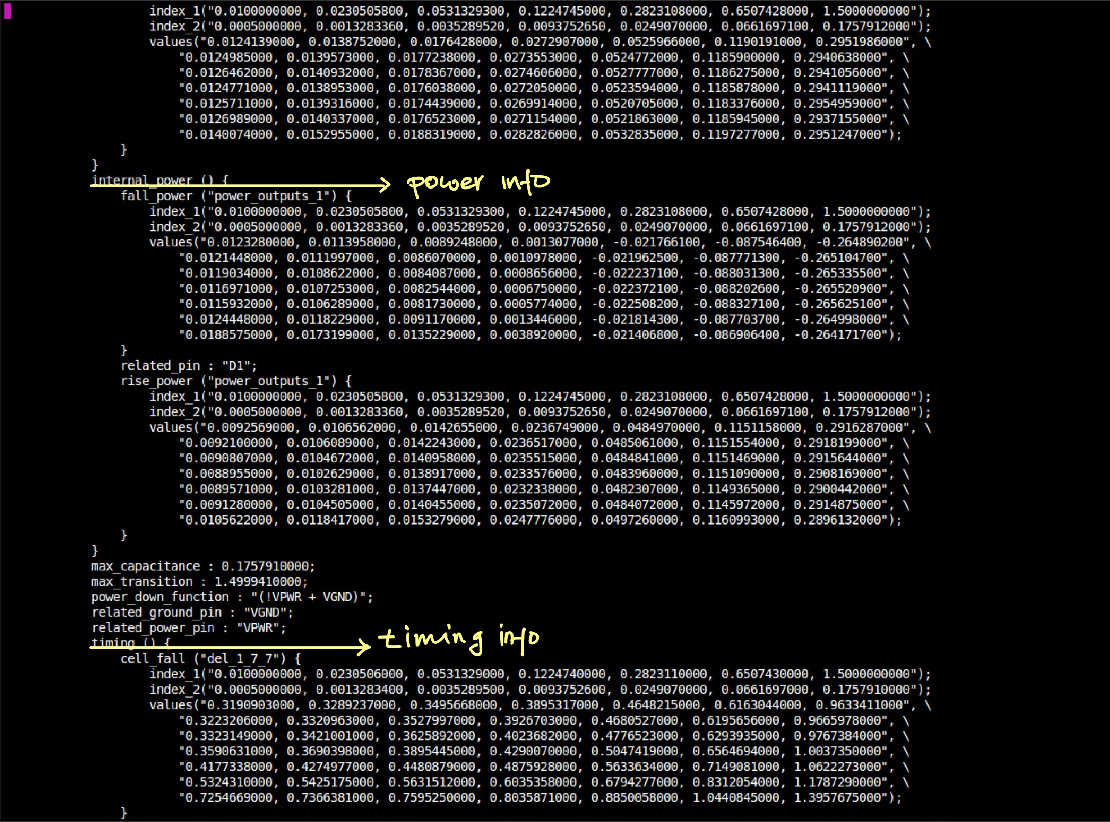 index_1("0.0100000000, 0.0230505800, 0.0531329300, 0.1224745000, 0.2823108000, 0.6507428000, 1.5000000000");
index_2("0.0005000000, 0.0013283360, 0.0035289520, 0.0093752650, 0.0249070000, 0.0661697100, 0.1757912000");
values("0.0124139000, 0.0138752000, 0.0176428000, 0.0272907000, 0.0525966000, 0.1190191000, 0.2951986000", \
"0.0124985000, 0.0139573000, 0.0177238000, 0.0273553000, 0.0524772000, 0.1185900000, 0.2940638000", \
"0.0126462000, 0.0140932000, 0.0178367000, 0.0274606000, 0.0527777000, 0.1186275000, 0.2941056000", \
"0.0124771000, 0.0138953000, 0.0176038000, 0.0272050000, 0.0523594000, 0.1185878000, 0.2941119000", \
"0.0125711000, 0.0139316000, 0.0174439000, 0.0269914000, 0.0520705000, 0.1183376000, 0.2954959000", \
"0.0126989000, 0.0140337000, 0.0176523000, 0.0271154000, 0.0521863000, 0.1185945000, 0.2937155000", \
"0.0140074000, 0.0152955000, 0.0188319000, 0.0282826000, 0.0532835000, 0.1197277000, 0.2951247000");
}
}
internal_power () { power info
fall_power ("power_outputs_1") {
index_1("0.0100000000, 0.0230505800, 0.0531329300, 0.1224745000, 0.2823108000, 0.6507428000, 1.5000000000");
index_2("0.0005000000, 0.0013283360, 0.0035289520, 0.0093752650, 0.0249070000, 0.0661697100, 0.1757912000");
values("0.0123280000, 0.0113958000, 0.0089248000, 0.0013077000, -0.021766100, -0.087546400, -0.264890200", \
"0.0121448000, 0.0111997000, 0.0086070000, 0.0010978000, -0.021962500, -0.087771300, -0.265104700", \
"0.0119034000, 0.0108622000, 0.0084087000, 0.0008656000, -0.022237100, -0.088031300, -0.265335500", \
"0.0116971000, 0.0107253000, 0.0082544000, 0.0006750000, -0.022372100, -0.088202600, -0.265520900", \
"0.0115932000, 0.0106289000, 0.0081730000, 0.0005774000, -0.022508200, -0.088327100, -0.265625100", \
"0.0124448000, 0.0118229000, 0.0091170000, 0.0013446000, -0.021814300, -0.087703700, -0.264998000", \
"0.0188575000, 0.0173199000, 0.0135229000, 0.0038920000, -0.021406800, -0.086906400, -0.264171700");
}
related_pin : "D1";
rise_power ("power_outputs_1") {
index_1("0.0100000000, 0.0230505800, 0.0531329300, 0.1224745000, 0.2823108000, 0.6507428000, 1.5000000000");
index_2("0.0005000000, 0.0013283360, 0.0035289520, 0.0093752650, 0.0249070000, 0.0661697100, 0.1757912000");
values("0.0092569000, 0.0106562000, 0.0142655000, 0.0236749000, 0.0484970000, 0.1151158000, 0.2916287000", \
"0.0092100000, 0.0106089000, 0.0142243000, 0.0236517000, 0.0485061000, 0.1151554000, 0.2918199000", \
"0.0090807000, 0.0104672000, 0.0140958000, 0.0235515000, 0.0484841000, 0.1151469000, 0.2915644000", \
"0.0088955000, 0.0102629000, 0.0138917000, 0.0233576000, 0.0483960000, 0.1151090000, 0.2908169000", \
"0.0089571000, 0.0103281000, 0.0137447000, 0.0232338000, 0.0482307000, 0.1149365000, 0.2900442000", \
"0.0091280000, 0.0104505000, 0.0140455000, 0.0235072000, 0.0484072000, 0.1145972000, 0.2914875000", \
"0.0105622000, 0.0118417000, 0.0153279000, 0.0247776000, 0.0497260000, 0.1160993000, 0.2896132000");
}
}
max_capacitance : 0.1757910000;
max_transition : 1.4999410000;
power_down_function : "(!VPWR + VGND)";
related_ground_pin : "VGND";
related_power_pin : "VPWR";
timing () { timing info
cell_fall ("del_1_7_7") {
index_1("0.0100000000, 0.0230506000, 0.0531329000, 0.1224740000, 0.2823110000, 0.6507430000, 1.5000000000");
index_2("0.0005000000, 0.0013283400, 0.0035289500, 0.0093752600, 0.0249070000, 0.0661697000, 0.1757910000");
values("0.3190903000, 0.3289237000, 0.3495668000, 0.3895317000, 0.4648215000, 0.6163044000, 0.9633411000", \
"0.3223206000, 0.3320963000, 0.3527997000, 0.3926703000, 0.4680527000, 0.6195656000, 0.9665978000", \
"0.3323149000, 0.3421001000, 0.3625892000, 0.4023682000, 0.4776523000, 0.6293935000, 0.9767384000", \
"0.3590631000, 0.3690398000, 0.3895445000, 0.4290070000, 0.5047419000, 0.6564694000, 1.0037350000", \
"0.4177338000, 0.4274977000, 0.4480879000, 0.4875928000, 0.5633634000, 0.7149081000, 1.0622273000", \
"0.5324310000, 0.5425175000, 0.5631512000, 0.6035358000, 0.6794277000, 0.8312054000, 1.1787290000", \
"0.7254669000, 0.7366381000, 0.7595250000, 0.8035871000, 0.8850058000, 1.0440845000, 1.3957675000");
}